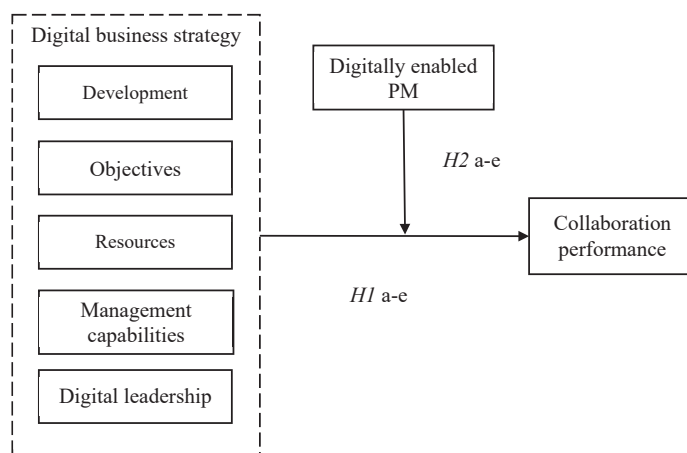 Digital business strategy
Development
Objectives
Resources
Management
capabilities
Digital leadership
Digitally enabled
PM
H2 a-e
Collaboration
performance
H1 a-e